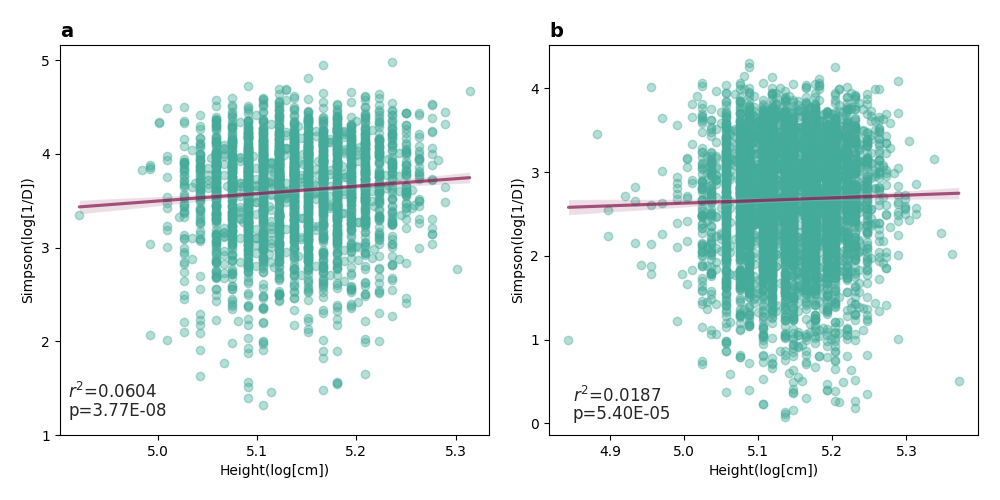 a
b
5
4
3
2
1
4
3
2
1
0
Simpson(log[1/D])
Simpson(log[1/D])
r²=0.0604
p=3.77E-08
r²=0.0187
p=5.40E-05
5.0 5.1 5.2 5.3
4.9 5.0 5.1 5.2 5.3
Height(log[cm])
Height(log[cm])